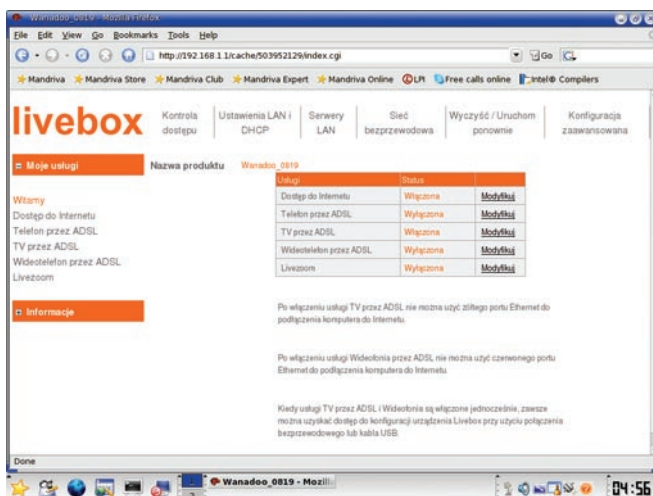 Wanadoo_0819 - Mozilla Firefox
File Edit View Go Bookmarks Tools Help
http://192.168.1.1/cache/503952129/index.cgi
Go
Mandriva Mandriva Store Mandriva Club Mandriva Expert Mandriva Online LPI Free calls online Intel® Compilers
livebox
Kontrola dostępu
Ustawienia LAN i DHCP
Serwery LAN
Sieć bezprzewodowa
Wyczyść / Uruchom ponownie
Konfiguracja zaawansowana
Moje usługi
Witamy
Dostęp do Internetu
Telefon przez ADSL
TV przez ADSL
Wideotelefon przez ADSL
Livezoom
Informacje
Nazwa produktu Wanadoo_0819
Usługi Status
Dostęp do Internetu Włączona Modyfikuj
Telefon przez ADSL Wyłączona Modyfikuj
TV przez ADSL Włączona Modyfikuj
Wideotelefon przez ADSL Wyłączona Modyfikuj
Livezoom Wyłączona Modyfikuj
Po włączeniu usługi TV przez ADSL nie można użyć żółtego portu Ethernet do
podłączenia komputera do Internetu.
Po włączeniu usługi Wideofonia przez ADSL nie można użyć czerwonego portu
Ethernet do podłączenia komputera do Internetu.
Kiedy usługi TV przez ADSL i Wideofonia są włączone jednocześnie, zawsze
można uzyskać dostęp do konfiguracji urządzenia Livebox przy użyciu połączenia
bezprzewodowego lub kabla USB.
Done
Wanadoo_0819 - Mozill
04:56